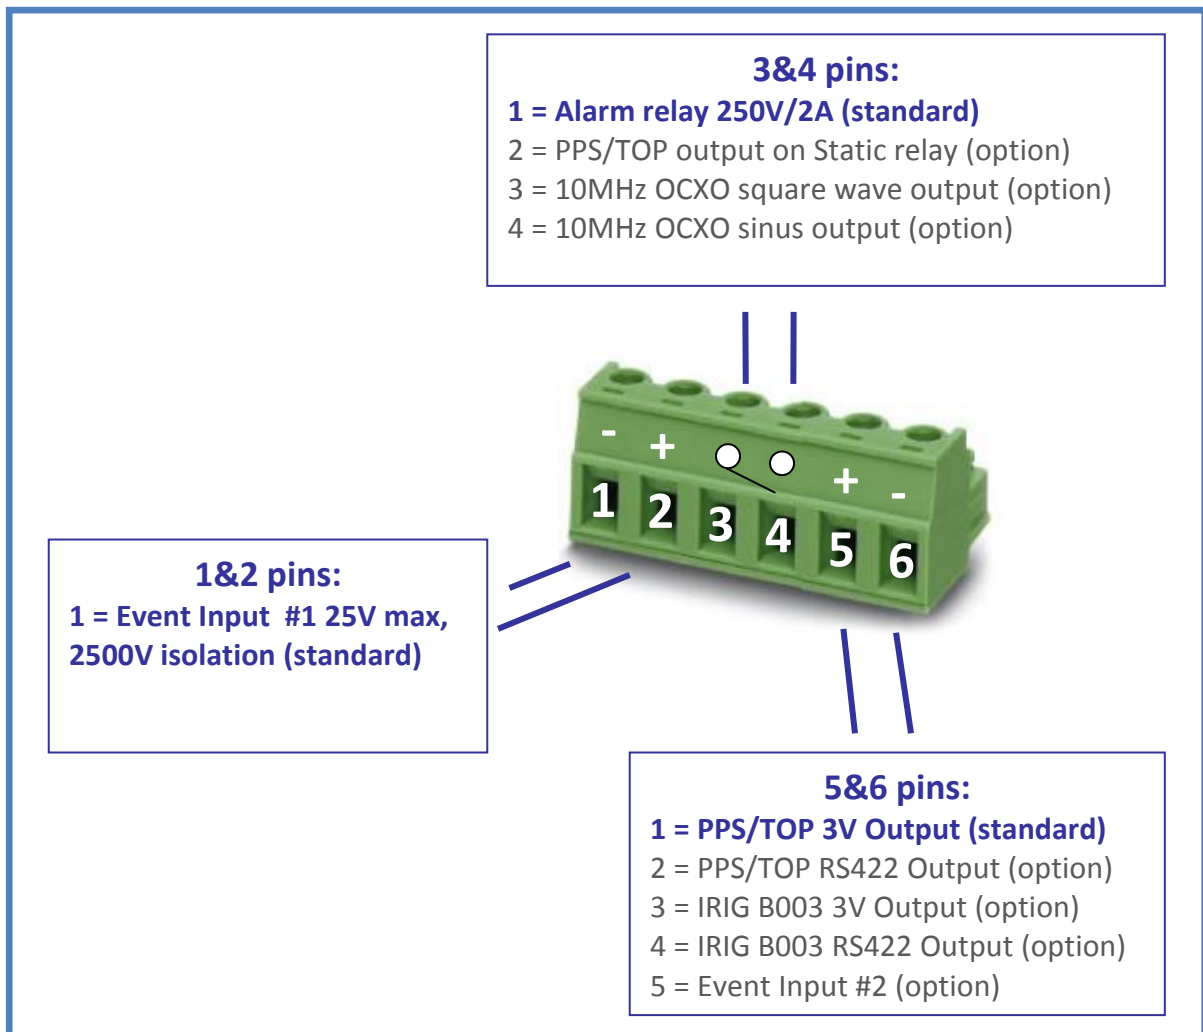 3&4 pins:
1 = Alarm relay 250V/2A (standard)
2 = PPS/TOP output on Static relay (option)
3 = 10MHz OCXO square wave output (option)
4 = 10MHz OCXO sinus output (option)
- + + -
1 2 3 4 5 6
1&2 pins:
1 = Event Input #1 25V max,
2500V isolation (standard)
5&6 pins:
1 = PPS/TOP 3V Output (standard)
2 = PPS/TOP RS422 Output (option)
3 = IRIG B003 3V Output (option)
4 = IRIG B003 RS422 Output (option)
5 = Event Input #2 (option)